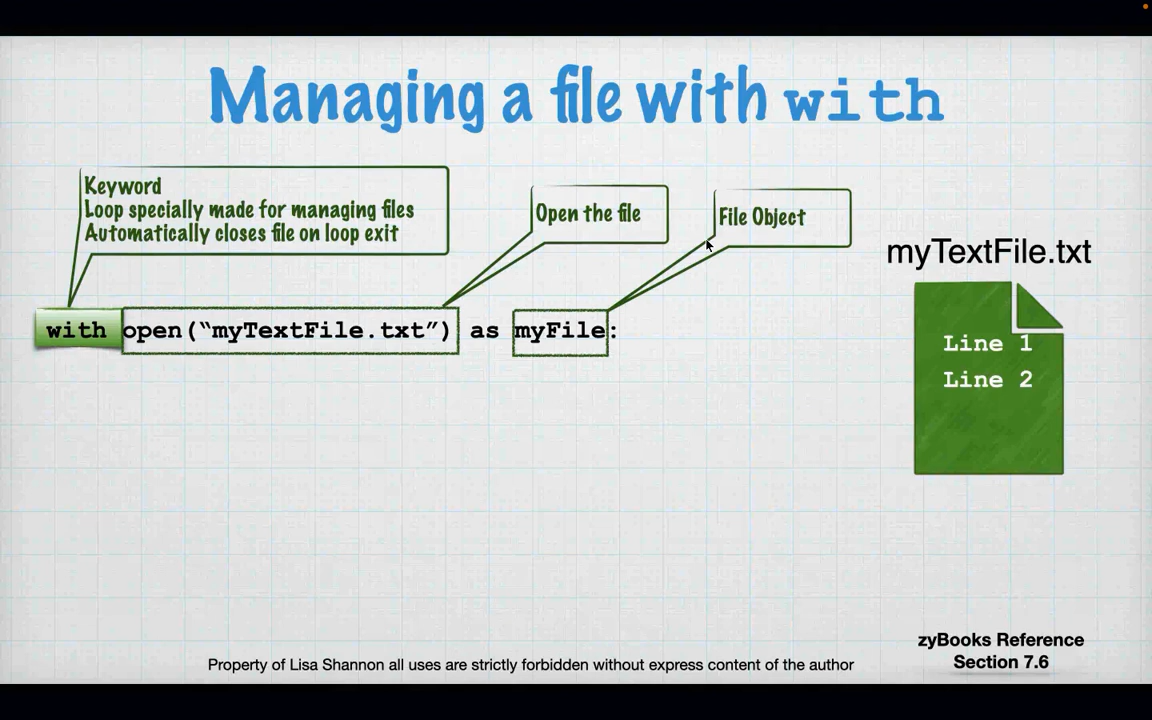 Managing a file with with
Keyword
Loop specially made for managing files
Automatically closes file on loop exit
Open the file
File Object
myTextFile.txt
with open(“myTextFile.txt”) as myFile:
Line 1
Line 2
zyBooks Reference
Section 7.6
Property of Lisa Shannon all uses are strictly forbidden without express content of the author